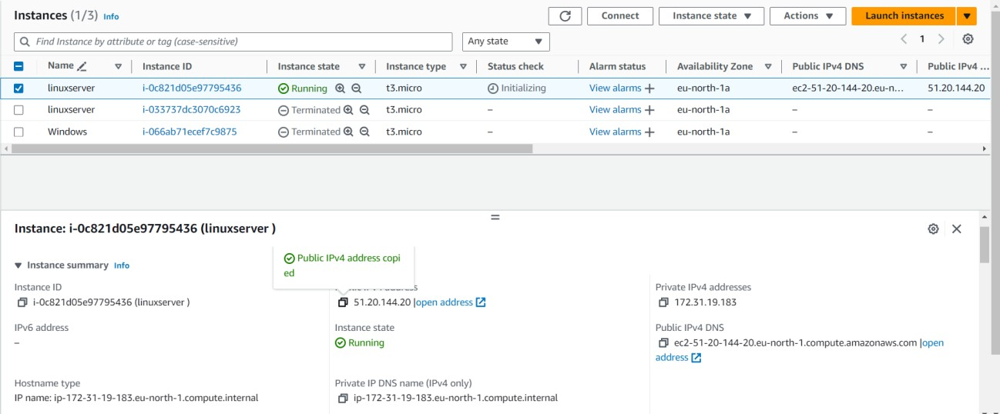 Instances (1/3) Info
Connect
Instance state
Actions
Launch instances
Find Instance by attribute or tag (case-sensitive)
Any state
1
Name Instance ID Instance state Instance type Status check Alarm status Availability Zone Public IPv4 DNS Public IPv4 ...
linuxserver i-0c821d05e97795436 Running t3.micro Initializing View alarms + eu-north-1a ec2-51-20-144-20.eu-n... 51.20.144.20
linuxserver i-033737dc3070c6923 Terminated t3.micro – View alarms + eu-north-1a – –
Windows i-066ab71ecef7c9875 Terminated t3.micro – View alarms + eu-north-1a – –
Instance: i-0c821d05e97795436 (linuxserver )
Public IPv4 address copi
ed
Instance summary Info
Instance ID
i-0c821d05e97795436 (linuxserver )
51.20.144.20 |open address
Private IPv4 addresses
172.31.19.183
IPv6 address
–
Instance state
Running
Public IPv4 DNS
ec2-51-20-144-20.eu-north-1.compute.amazonaws.com |open
address
Hostname type
IP name: ip-172-31-19-183.eu-north-1.compute.internal
Private IP DNS name (IPv4 only)
ip-172-31-19-183.eu-north-1.compute.internal